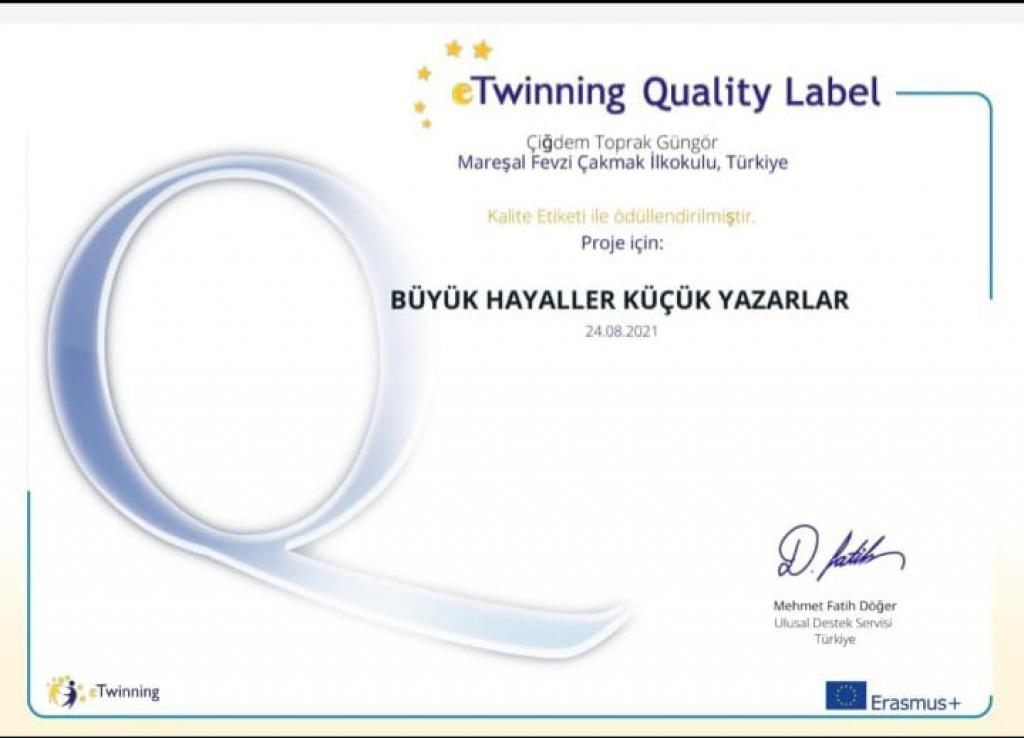 eTwinning Quality Label
Çiğdem Toprak Güngör
Mareşal Fevzi Çakmak İlkokulu, Türkiye
Kalite Etiketi ile ödüllendirilmiştir.
Proje için:
BÜYÜK HAYALLER KÜÇÜK YAZARLAR
24.08.2021
D. fatih
Mehmet Fatih Döğer
Ulusal Destek Servisi
Türkiye
eTwinning
Erasmus+